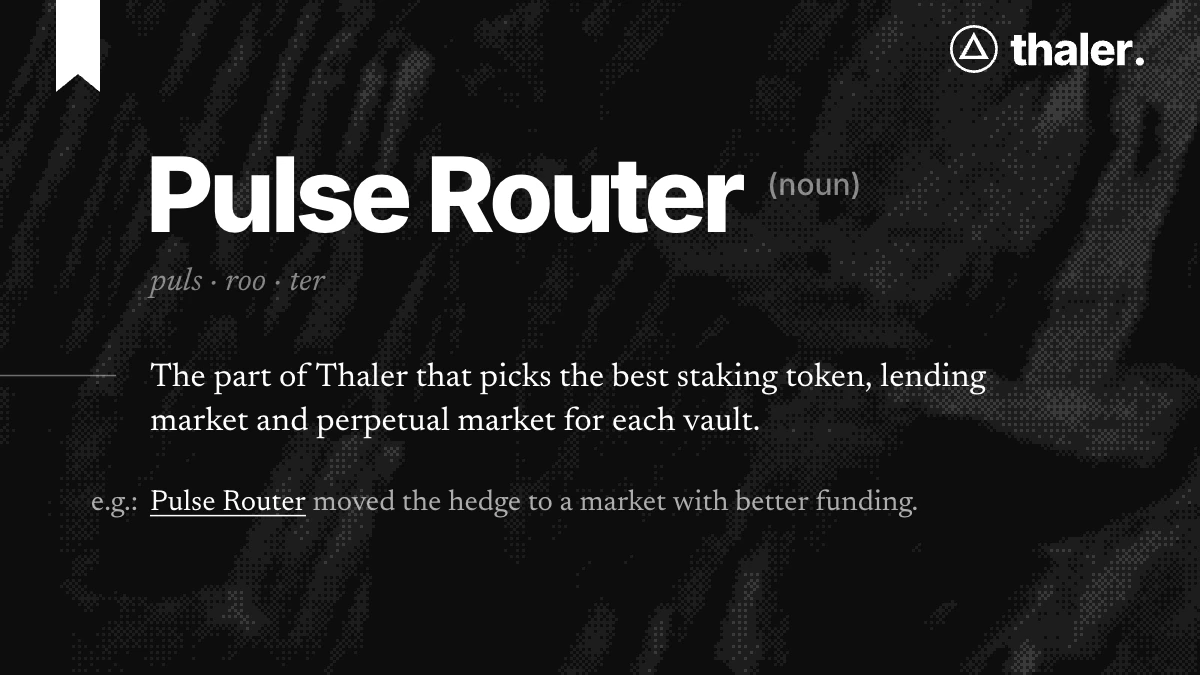 thaler.
Pulse Router (noun)
puls · roo · ter
The part of Thaler that picks the best staking token, lending
market and perpetual market for each vault.
e.g.: Pulse Router moved the hedge to a market with better funding.